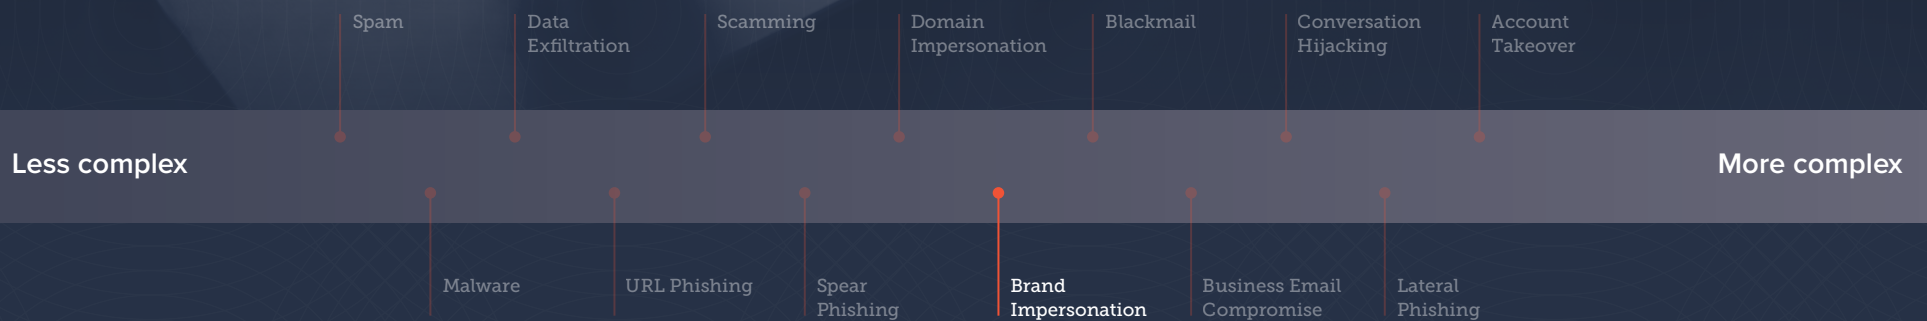 Spam
Data
Exfiltration
Scamming
Domain
Impersonation
Blackmail
Conversation
Hijacking
Account
Takeover
Less complex
More complex
Malware
URL Phishing
Spear
Phishing
Brand
Impersonation
Business Email
Compromise
Lateral
Phishing